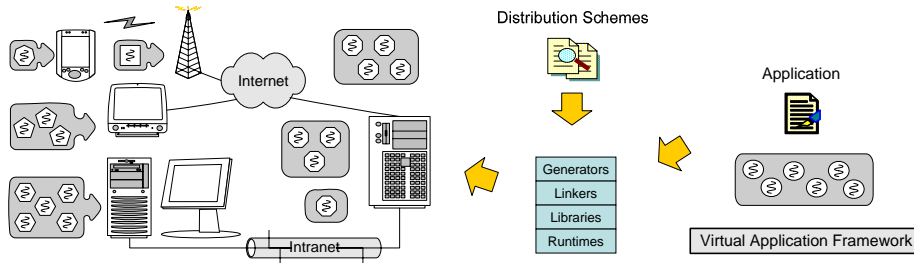 Distribution Schemes
Internet
Application
Generators
Linkers
Libraries
Runtimes
Intranet
Virtual Application Framework